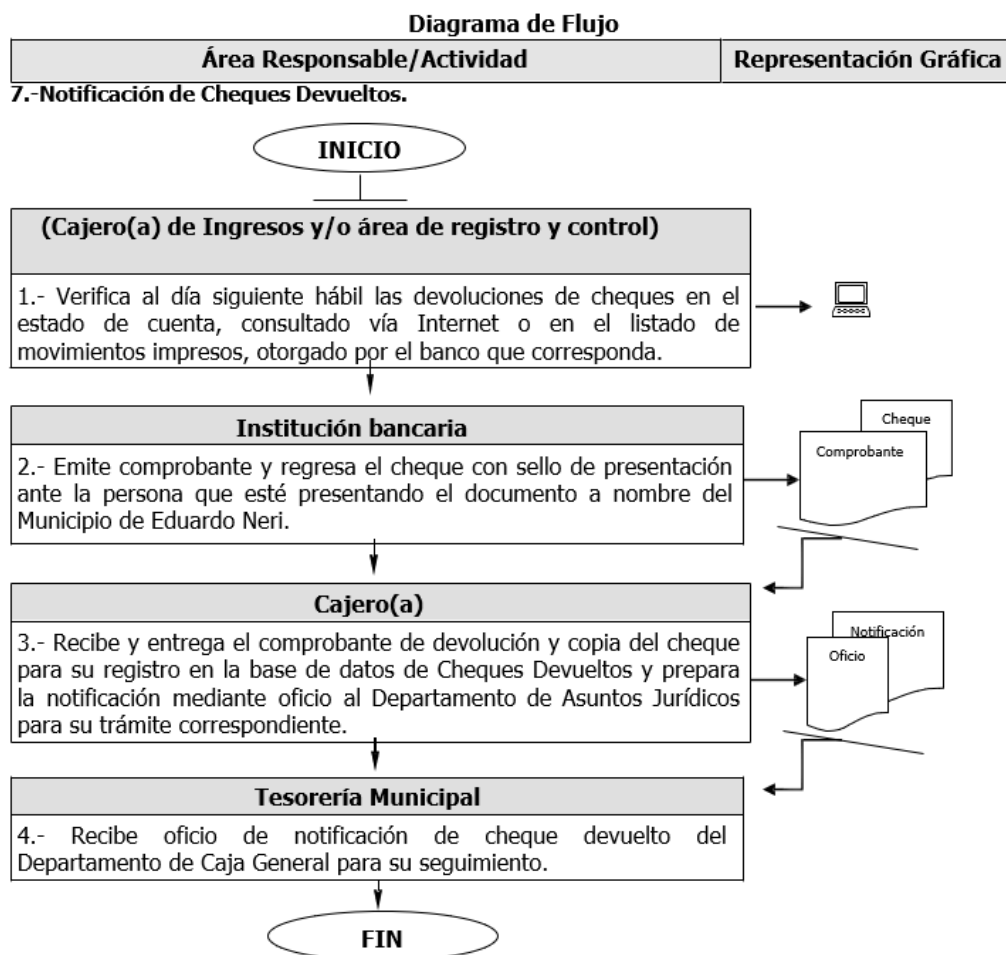 Diagrama de Flujo
Área Responsable/Actividad
Representación Gráfica
7.-Notificación de Cheques Devueltos.
INICIO
(Cajero(a) de Ingresos y/o área de registro y control)
1.- Verifica al día siguiente hábil las devoluciones de cheques en el
estado de cuenta, consultado vía Internet o en el listado de
movimientos impresos, otorgado por el banco que corresponda.
Institución bancaria
2.- Emite comprobante y regresa el cheque con sello de presentación
ante la persona que esté presentando el documento a nombre del
Municipio de Eduardo Neri.
Cheque
Comprobante
Cajero(a)
3.- Recibe y entrega el comprobante de devolución y copia del cheque
para su registro en la base de datos de Cheques Devueltos y prepara
la notificación mediante oficio al Departamento de Asuntos Jurídicos
para su trámite correspondiente.
Notificación
Oficio
Tesorería Municipal
4.- Recibe oficio de notificación de cheque devuelto del
Departamento de Caja General para su seguimiento.
FIN